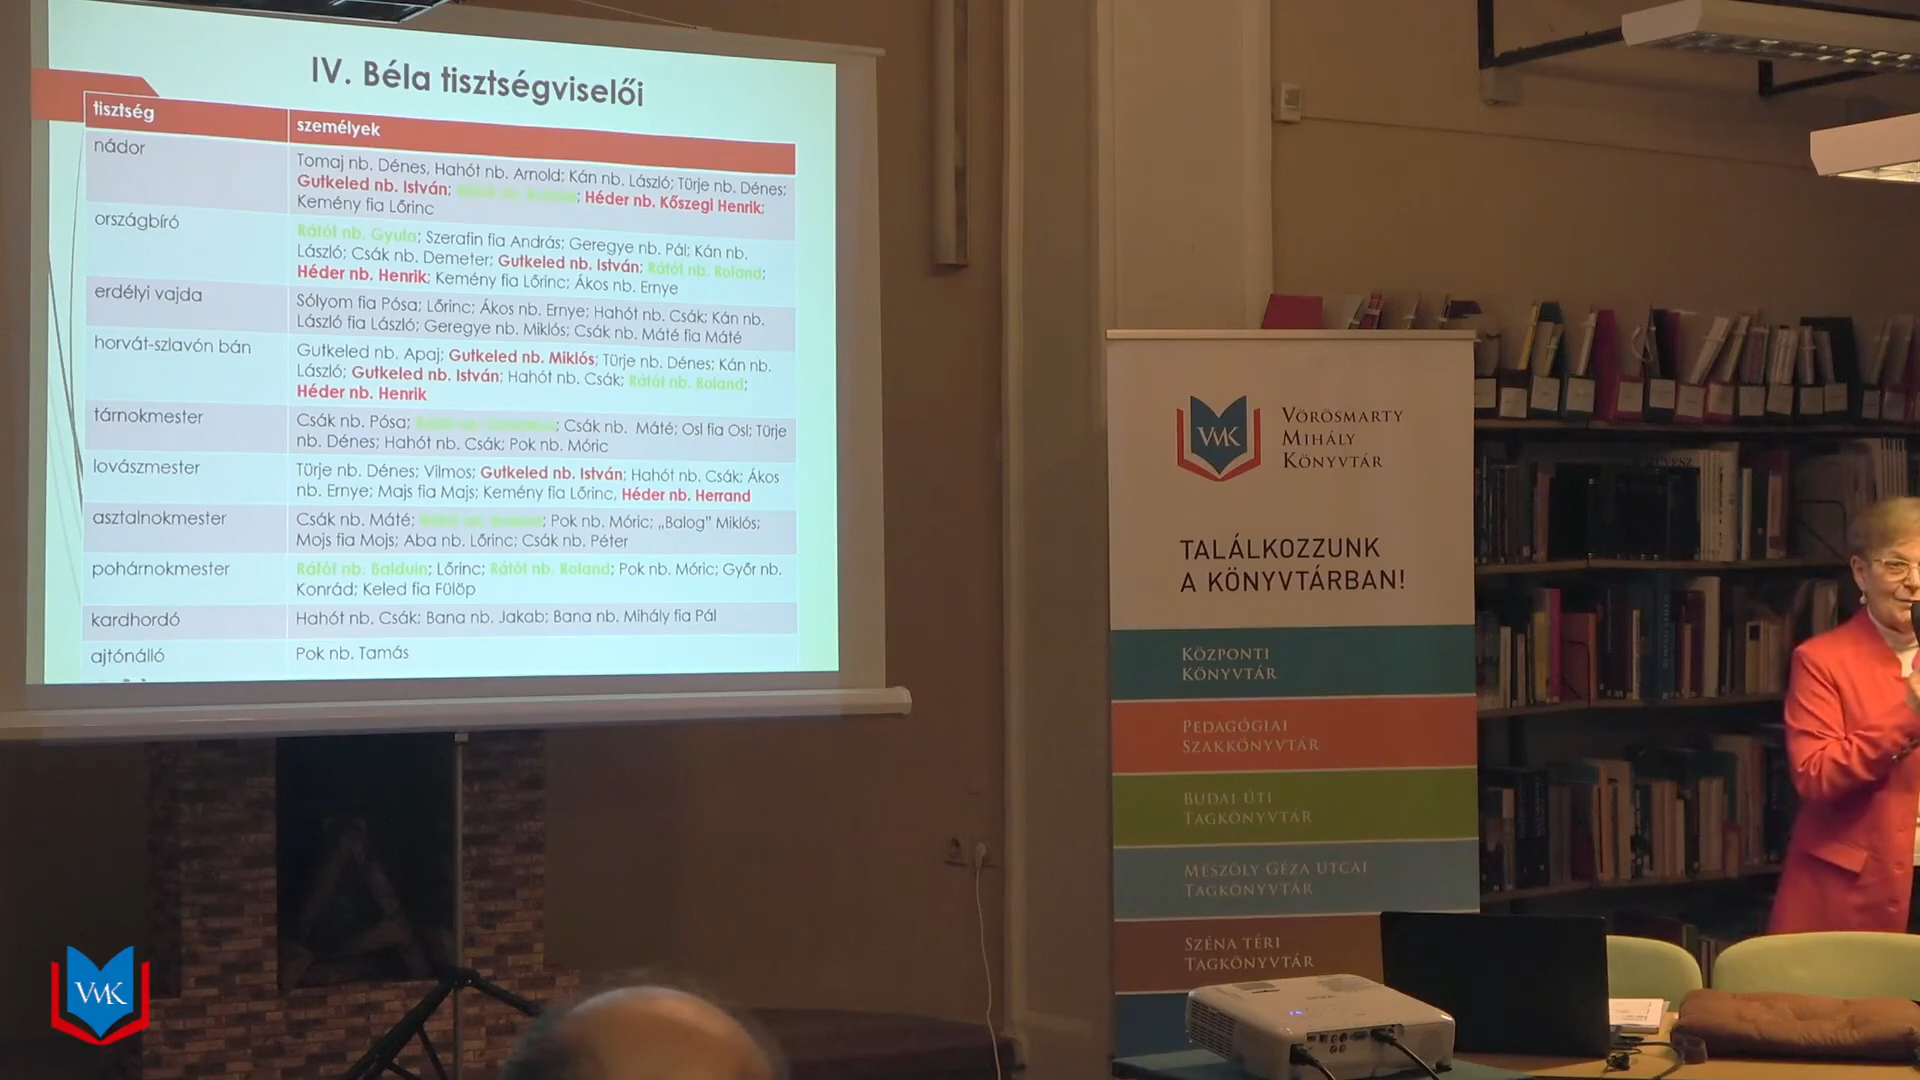 IV. Béla tisztségviselői
tisztség
személyek
nádor
Tomaj nb. Dénes, Hahót nb. Arnold; Kán nb. László; Türje nb. Dénes;
Gutkeled nb. István; ; Héder nb. Kőszegi Henrik;
Kemény fia Lőrinc
országbíró
Rátót nb. Gyula; Szerafin fia András; Geregye nb. Pál; Kán nb.
László; Csák nb. Demeter; Gutkeled nb. István; Rátót nb. Roland;
Héder nb. Henrik; Kemény fia Lőrinc; Ákos nb. Ernye
erdélyi vajda
Sólyom fia Pósa; Lőrinc; Ákos nb. Ernye; Hahót nb. Csák; Kán nb.
László fia László; Geregye nb. Miklós; Csák nb. Máté fia Máté
horvát-szlavón bán
Gutkeled nb. Apaj; Gutkeled nb. Miklós; Türje nb. Dénes; Kán nb.
László; Gutkeled nb. István; Hahót nb. Csák; Rátót nb. Roland;
Héder nb. Henrik
tárnokmester
Csák nb. Pósa; ; Csák nb. Máté; Osl fia Osl; Türje
nb. Dénes; Hahót nb. Csák; Pok nb. Móric
lovászmester
Türje nb. Dénes; Vilmos; Gutkeled nb. István; Hahót nb. Csák; Ákos
nb. Ernye; Majs fia Majs; Kemény fia Lőrinc, Héder nb. Herrand
asztalnokmester
Csák nb. Máté; ; Pok nb. Móric; „Balog" Miklós;
Mojs fia Mojs; Aba nb. Lőrinc; Csák nb. Péter
pohárnokmester
Rátót nb. Balduin; Lőrinc; Rátót nb. Roland; Pok nb. Móric; Győr nb.
Konrád; Keled fia Fülöp
kardhordó
Hahót nb. Csák; Bana nb. Jakab; Bana nb. Mihály fia Pál
ajtónálló
Pok nb. Tamás
VMK
VÖRÖSMARTY
MIHÁLY
KÖNYVTÁR
TALÁLKOZZUNK
A KÖNYVTÁRBAN!
KÖZPONTI
KÖNYVTÁR
PEDAGÓGIAI
SZAKKÖNYVTÁR
BUDAI ÚTI
TAGKÖNYVTÁR
MÉSZÖLY GÉZA UTCAI
TAGKÖNYVTÁR
SZÉNA TÉRI
TAGKÖNYVTÁR
VMK